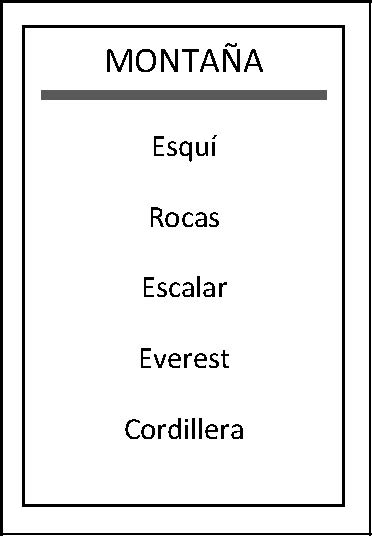 MONTAÑA
Esquí
Rocas
Escalar
Everest
Cordillera